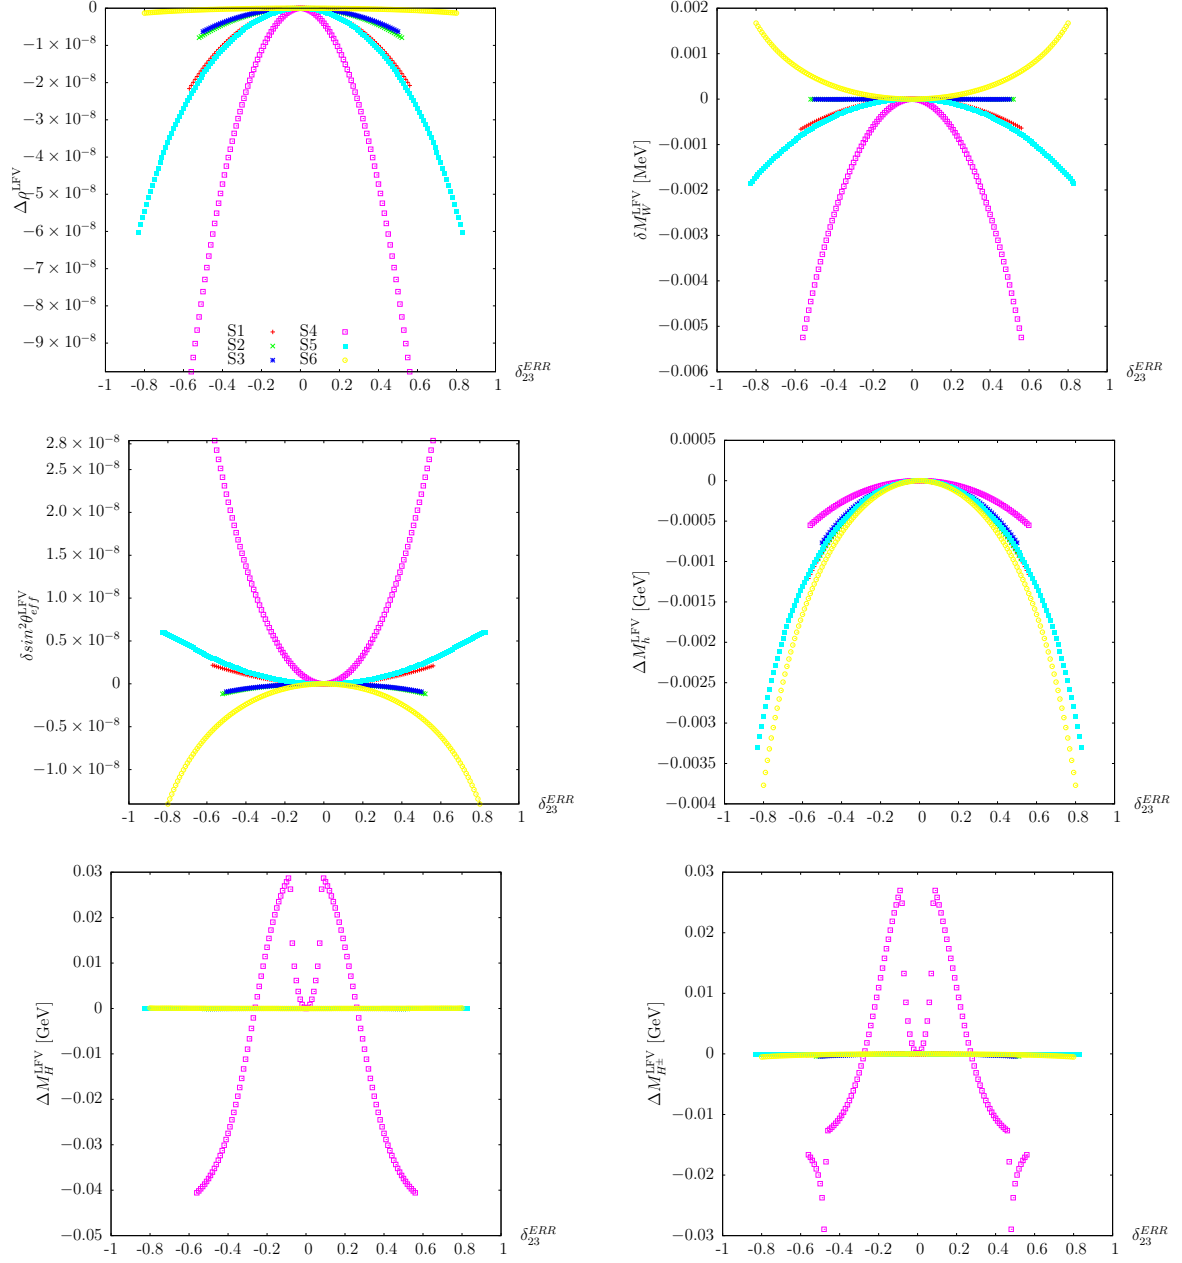 0
−1 × 10⁻⁸
−2 × 10⁻⁸
−3 × 10⁻⁸
−4 × 10⁻⁸
−5 × 10⁻⁸
−6 × 10⁻⁸
−7 × 10⁻⁸
−8 × 10⁻⁸
−9 × 10⁻⁸
Δρ^LFV
S1 S4
S2 S5
S3 S6
-1 -0.8 -0.6 -0.4 -0.2 0 0.2 0.4 0.6 0.8 1
δ₂₃^ERR
0.002
0.001
0
−0.001
−0.002
−0.003
−0.004
−0.005
−0.006
δM_W^LFV [MeV]
-1 -0.8 -0.6 -0.4 -0.2 0 0.2 0.4 0.6 0.8 1
δ₂₃^ERR
2.8 × 10⁻⁸
2.5 × 10⁻⁸
2.0 × 10⁻⁸
1.5 × 10⁻⁸
1.0 × 10⁻⁸
0.5 × 10⁻⁸
0
−0.5 × 10⁻⁸
−1.0 × 10⁻⁸
δsin²θ_eff^LFV
-1 -0.8 -0.6 -0.4 -0.2 0 0.2 0.4 0.6 0.8 1
δ₂₃^ERR
0.0005
0
−0.0005
−0.001
−0.0015
−0.002
−0.0025
−0.003
−0.0035
−0.004
ΔM_h^LFV [GeV]
-1 -0.8 -0.6 -0.4 -0.2 0 0.2 0.4 0.6 0.8 1
δ₂₃^ERR
0.03
0.02
0.01
0
−0.01
−0.02
−0.03
−0.04
−0.05
ΔM_H^LFV [GeV]
-1 -0.8 -0.6 -0.4 -0.2 0 0.2 0.4 0.6 0.8 1
δ₂₃^ERR
0.03
0.02
0.01
0
−0.01
−0.02
−0.03
ΔM_H±^LFV [GeV]
-1 -0.8 -0.6 -0.4 -0.2 0 0.2 0.4 0.6 0.8 1
δ₂₃^ERR